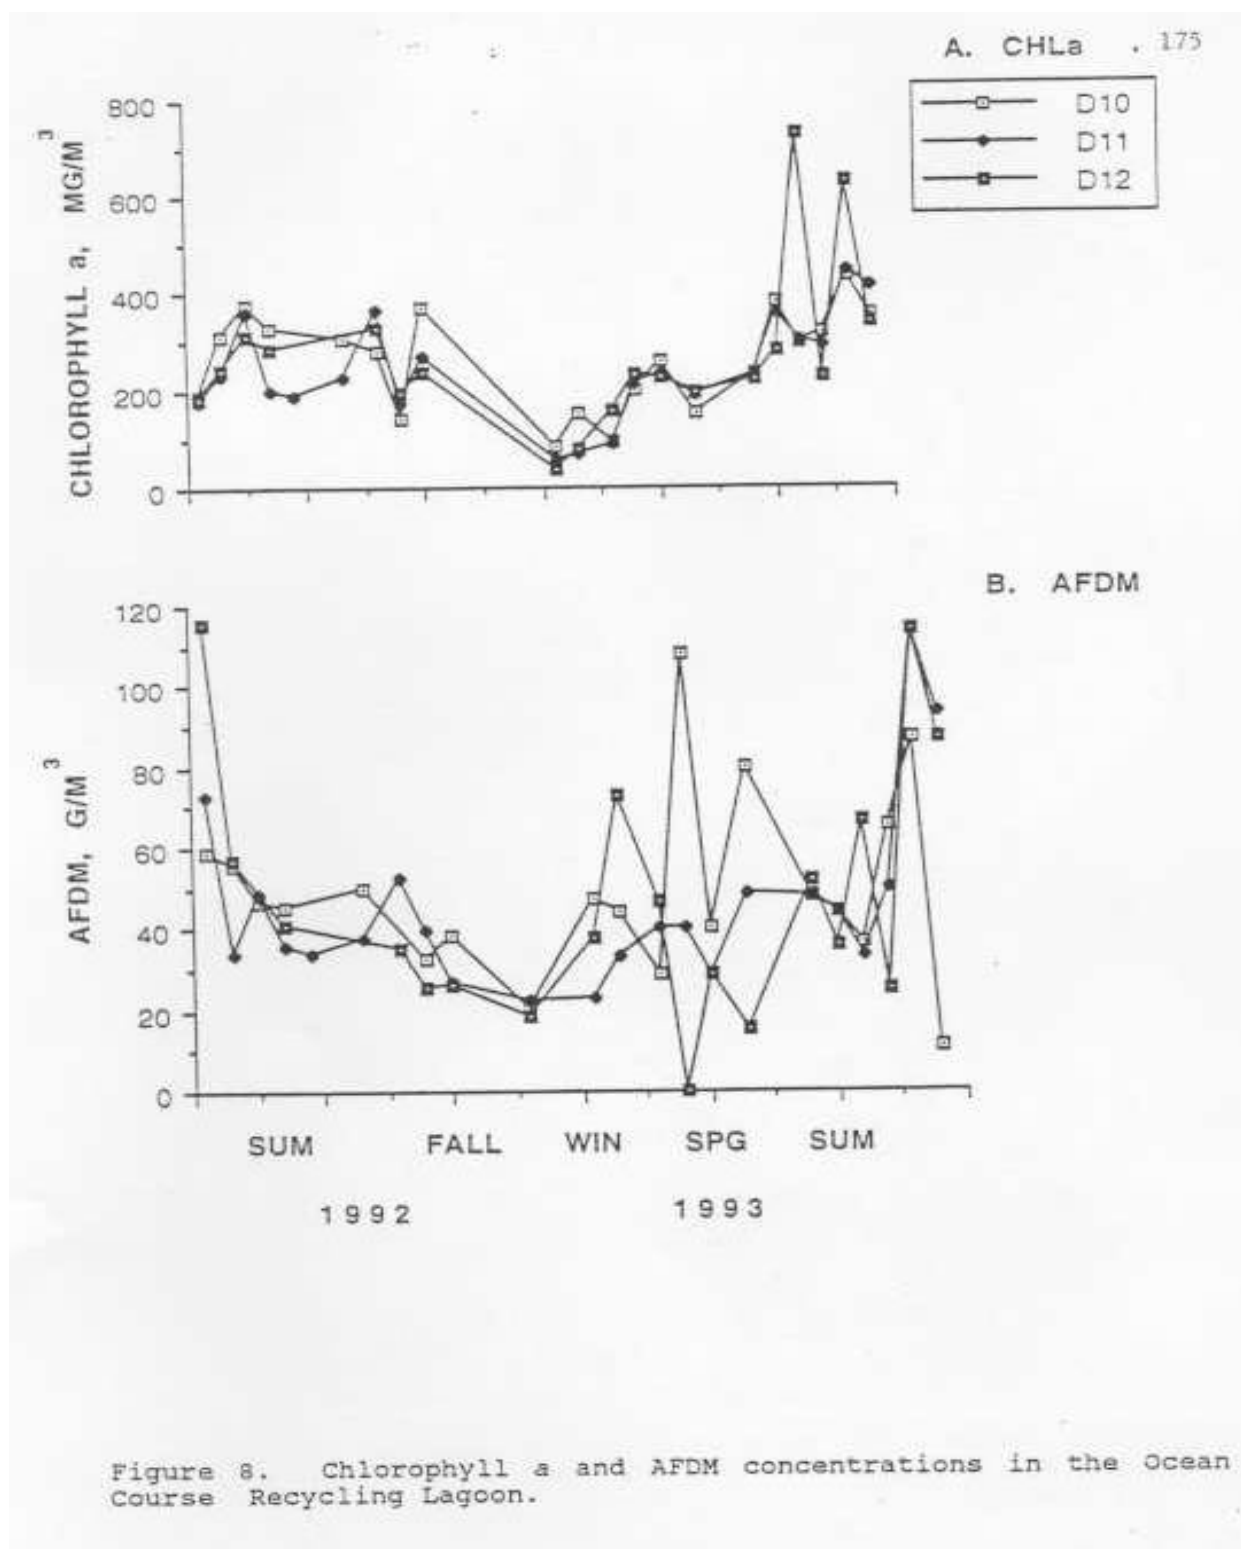 A. CHLa . 175
D10
D11
D12
800
600
400
200
0
CHLOROPHYLL a, MG/M3
B. AFDM
120
100
80
60
40
20
0
AFDM, G/M3
SUM FALL WIN SPG SUM
1992 1993
Figure 8. Chlorophyll a and AFDM concentrations in the Ocean
Course Recycling Lagoon.